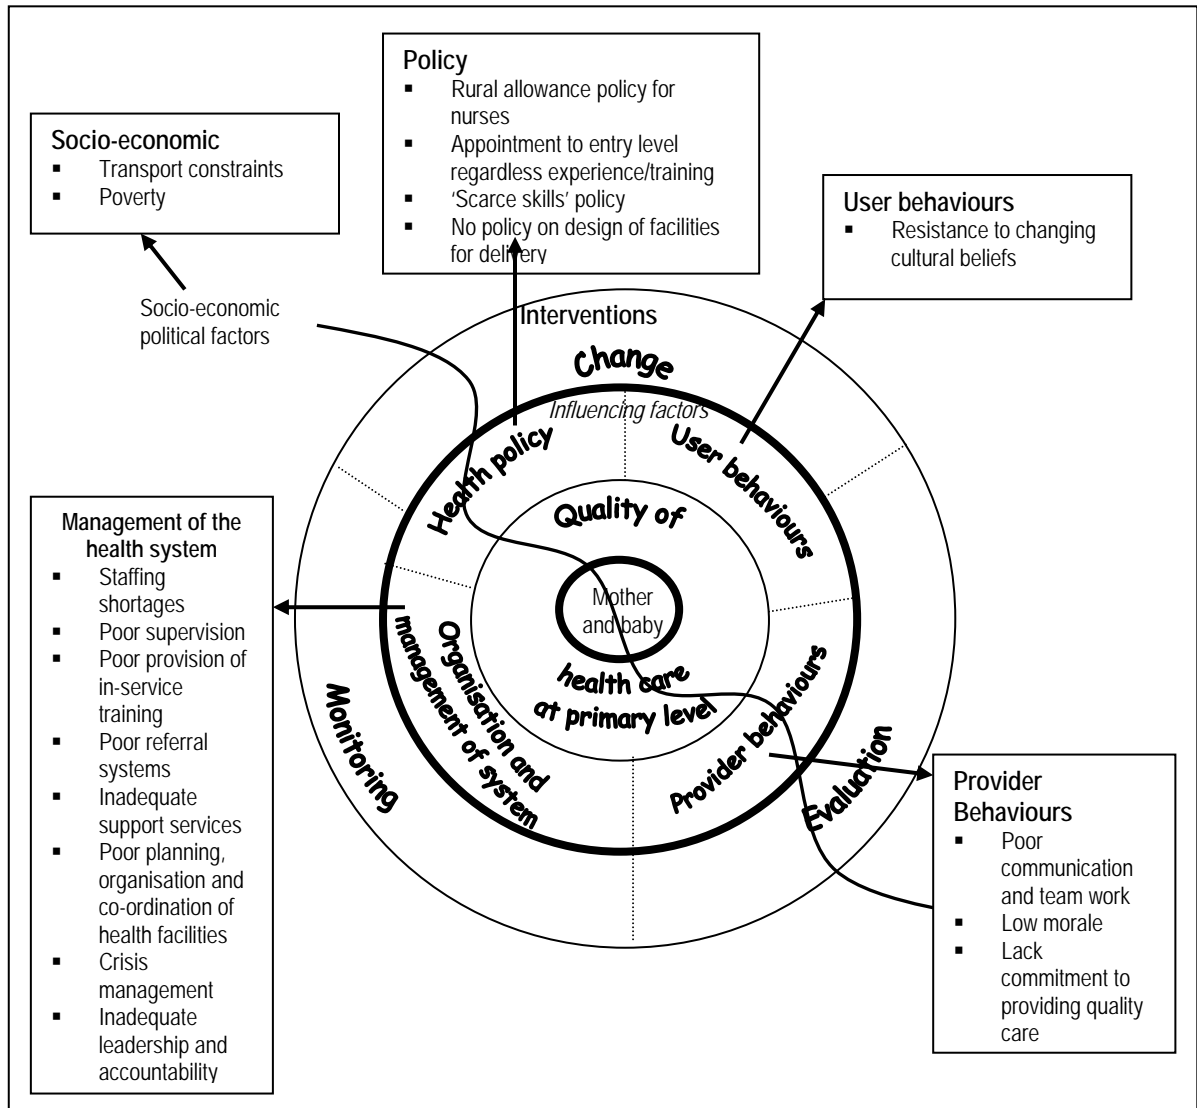 Policy
▪ Rural allowance policy for
nurses
▪ Appointment to entry level
regardless experience/training
▪ 'Scarce skills' policy
▪ No policy on design of facilities
for delivery
Socio-economic
▪ Transport constraints
▪ Poverty
User behaviours
▪ Resistance to changing
cultural beliefs
Socio-economic
political factors
Interventions
Change
Influencing factors
Health policy
User behaviours
Quality of
Mother
and baby
health care
at primary level
Organisation and
management of system
Provider behaviours
Monitoring
Evaluation
Management of the
health system
▪ Staffing
shortages
▪ Poor supervision
▪ Poor provision of
in-service
training
▪ Poor referral
systems
▪ Inadequate
support services
▪ Poor planning,
organisation and
co-ordination of
health facilities
▪ Crisis
management
▪ Inadequate
leadership and
accountability
Provider
Behaviours
▪ Poor
communication
and team work
▪ Low morale
▪ Lack
commitment to
providing quality
care